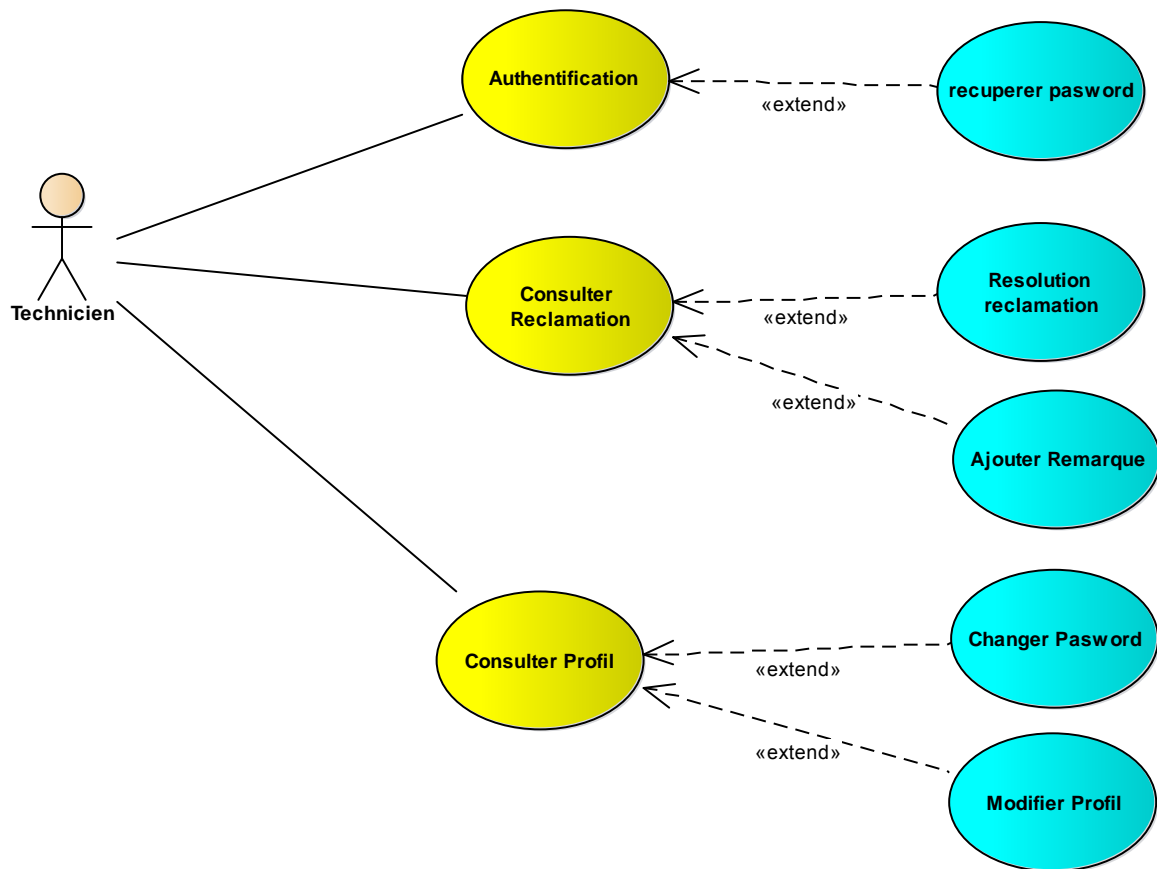 Authentification
«extend»
recuperer pasword
Technicien
Consulter
Reclamation
«extend»
Resolution
reclamation
«extend»
Ajouter Remarque
Consulter Profil
«extend»
Changer Pasword
«extend»
Modifier Profil